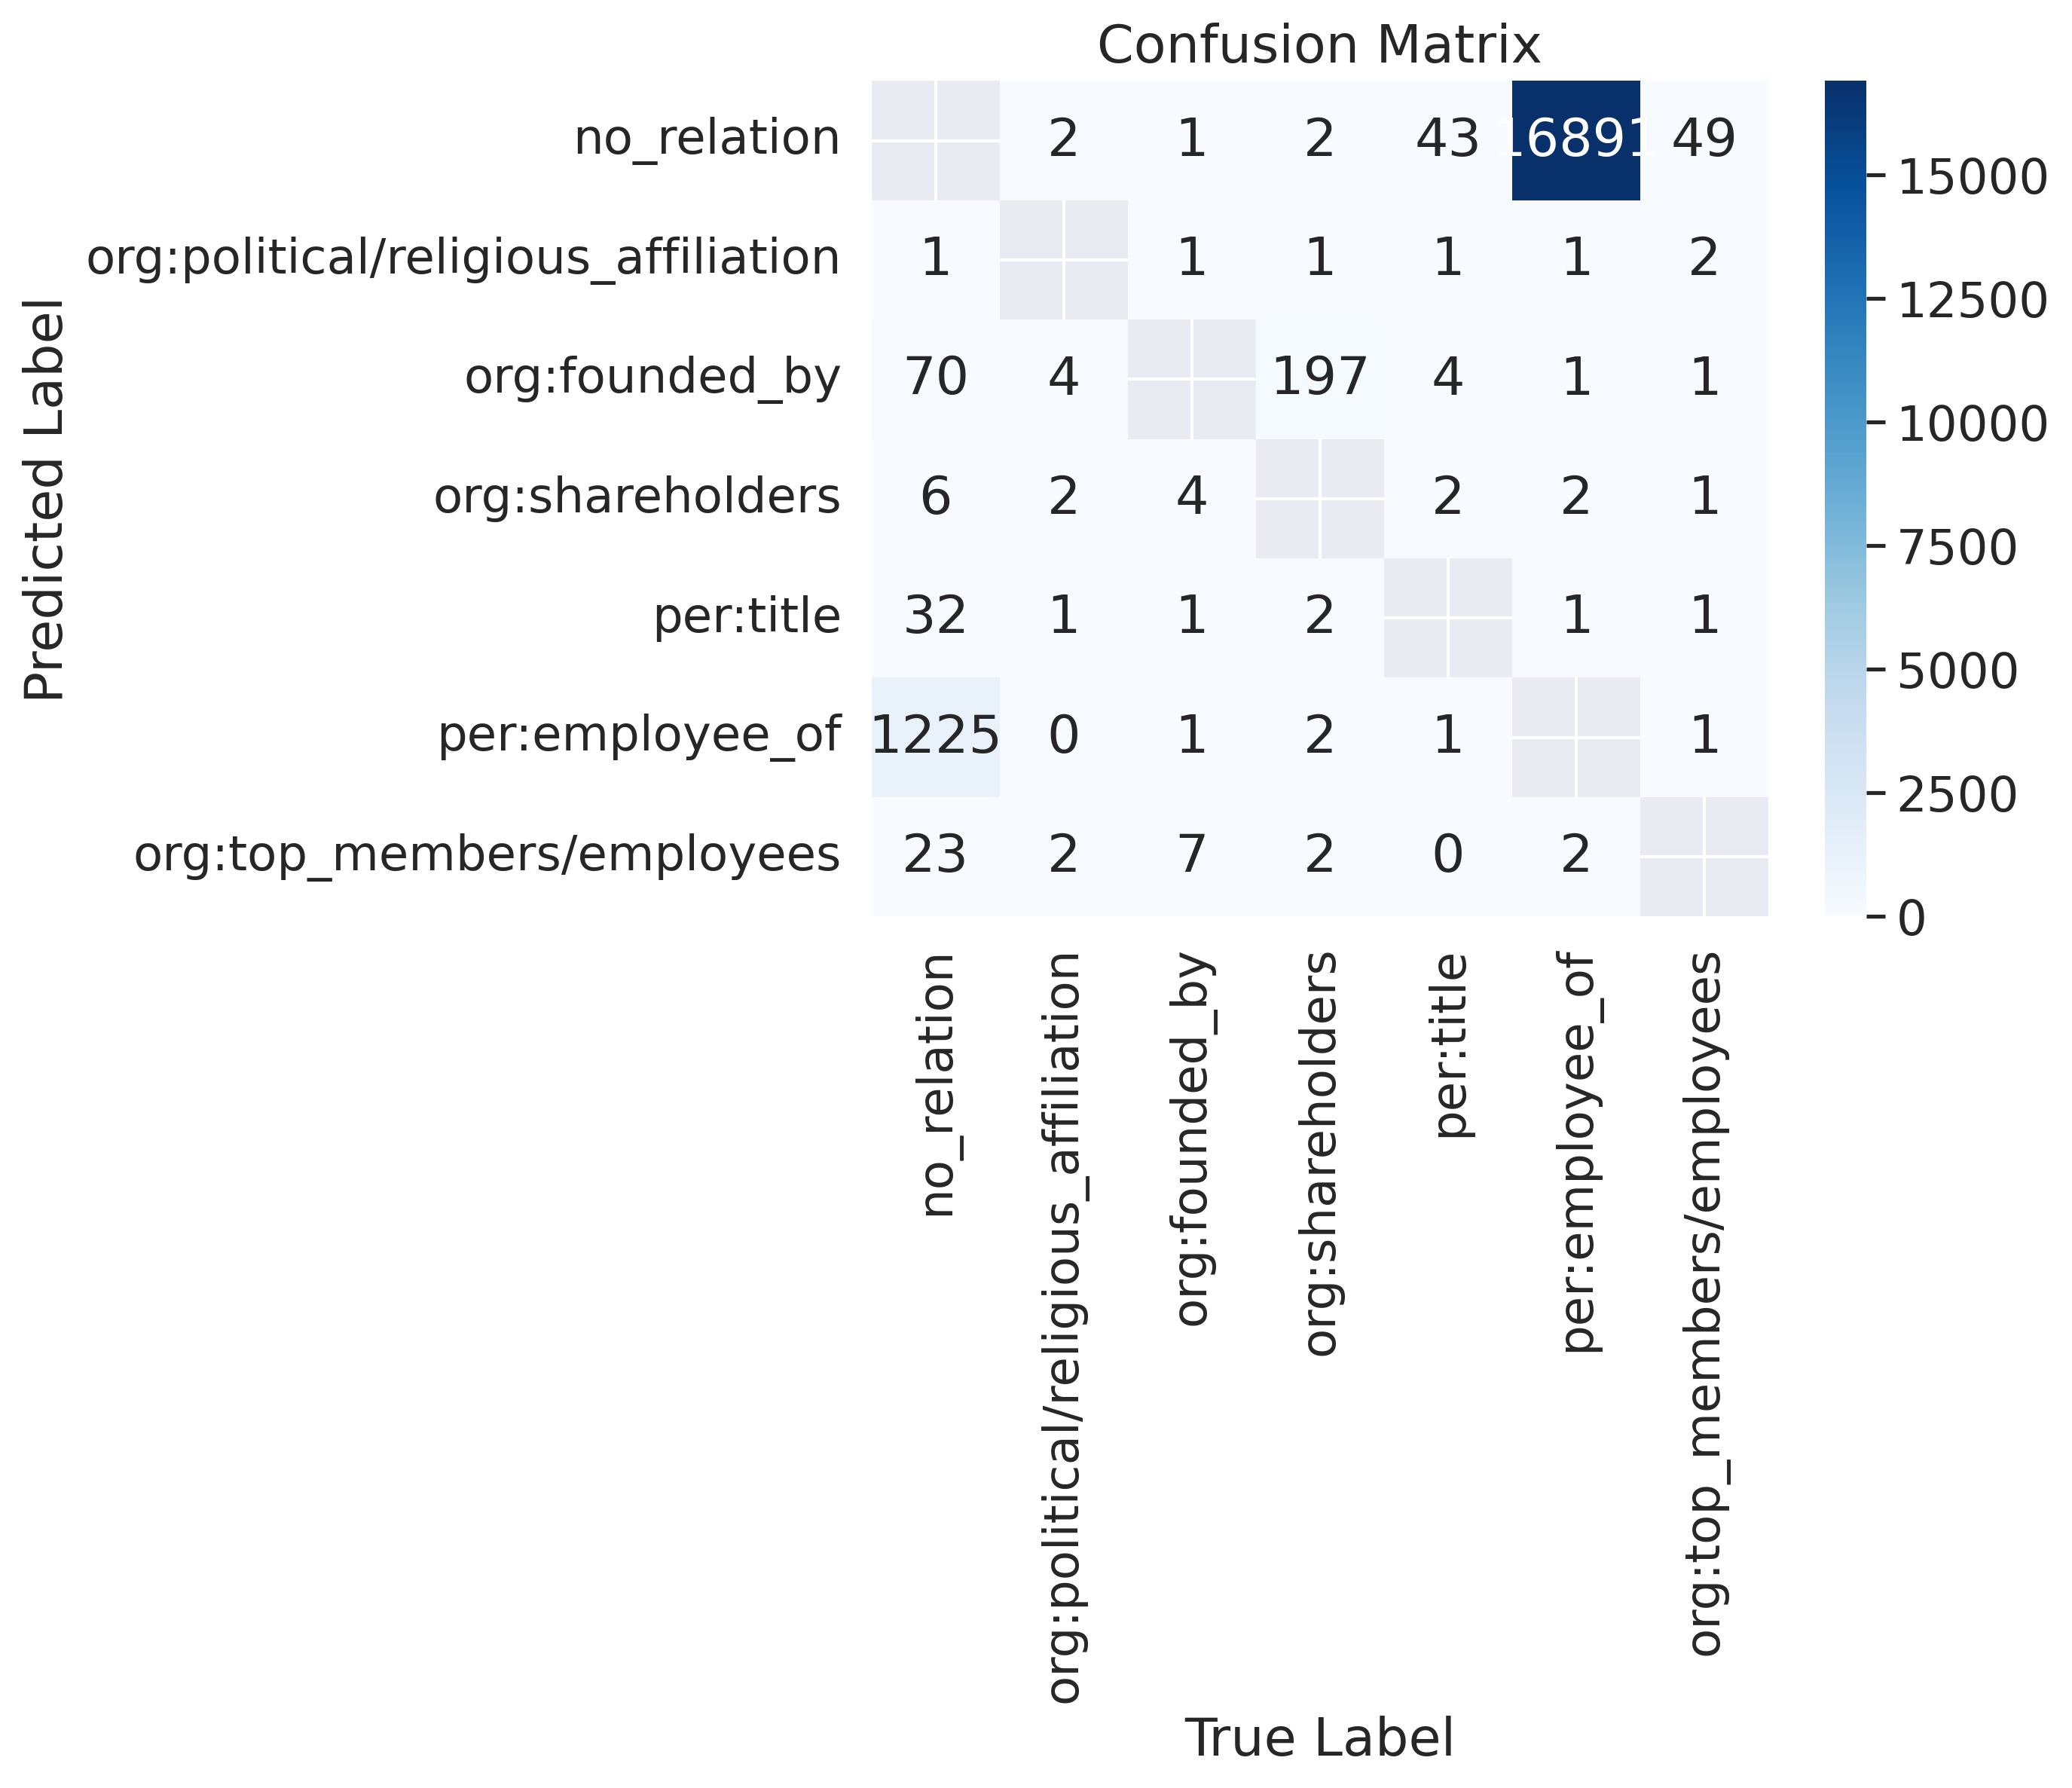 Confusion Matrix
Predicted Label
no_relation 2 1 2 43 16891 49
org:political/religious_affiliation 1 1 1 1 1 2
org:founded_by 70 4 197 4 1 1
org:shareholders 6 2 4 2 2 1
per:title 32 1 1 2 1 1
per:employee_of 1225 0 1 2 1 1
org:top_members/employees 23 2 7 2 0 2
15000
12500
10000
7500
5000
2500
0
no_relation
org:political/religious_affiliation
org:founded_by
org:shareholders
per:title
per:employee_of
org:top_members/employees
True Label